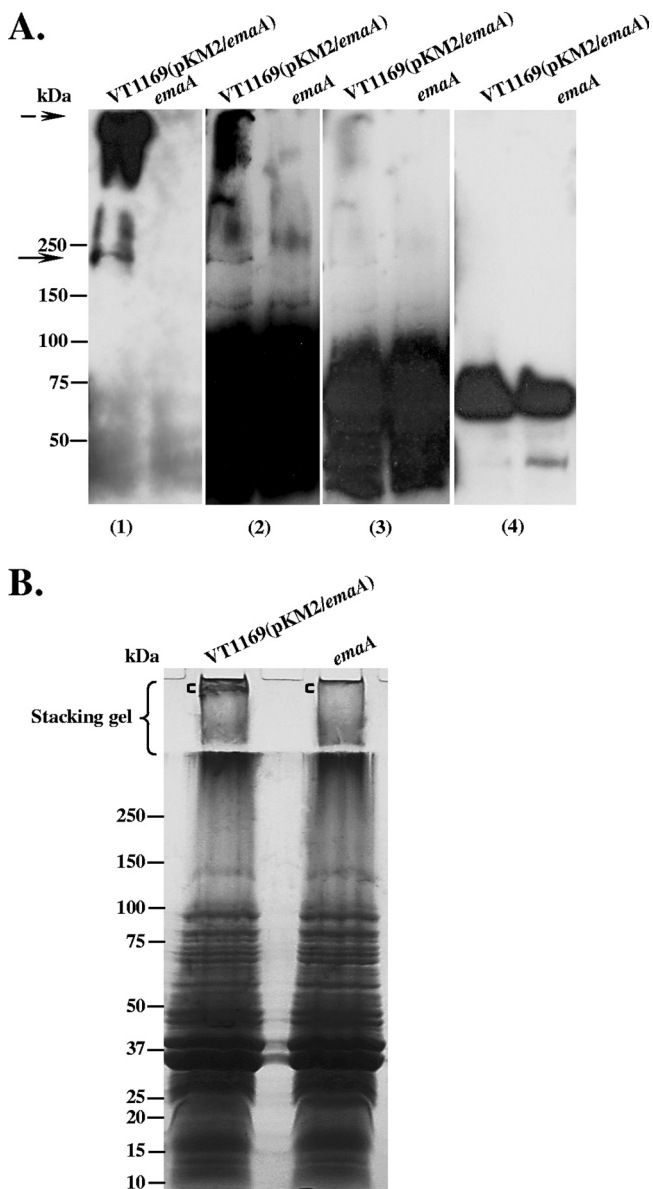 A.
VT1169(pKM2/emaA) emaA VT1169(pKM2/emaA) emaA VT1169(pKM2/emaA) emaA VT1169(pKM2/emaA) emaA
kDa
250
150
100
75
50
(1) (2) (3) (4)
B.
VT1169(pKM2/emaA) emaA
kDa
Stacking gel
250
150
100
75
50
37
25
20
15
10